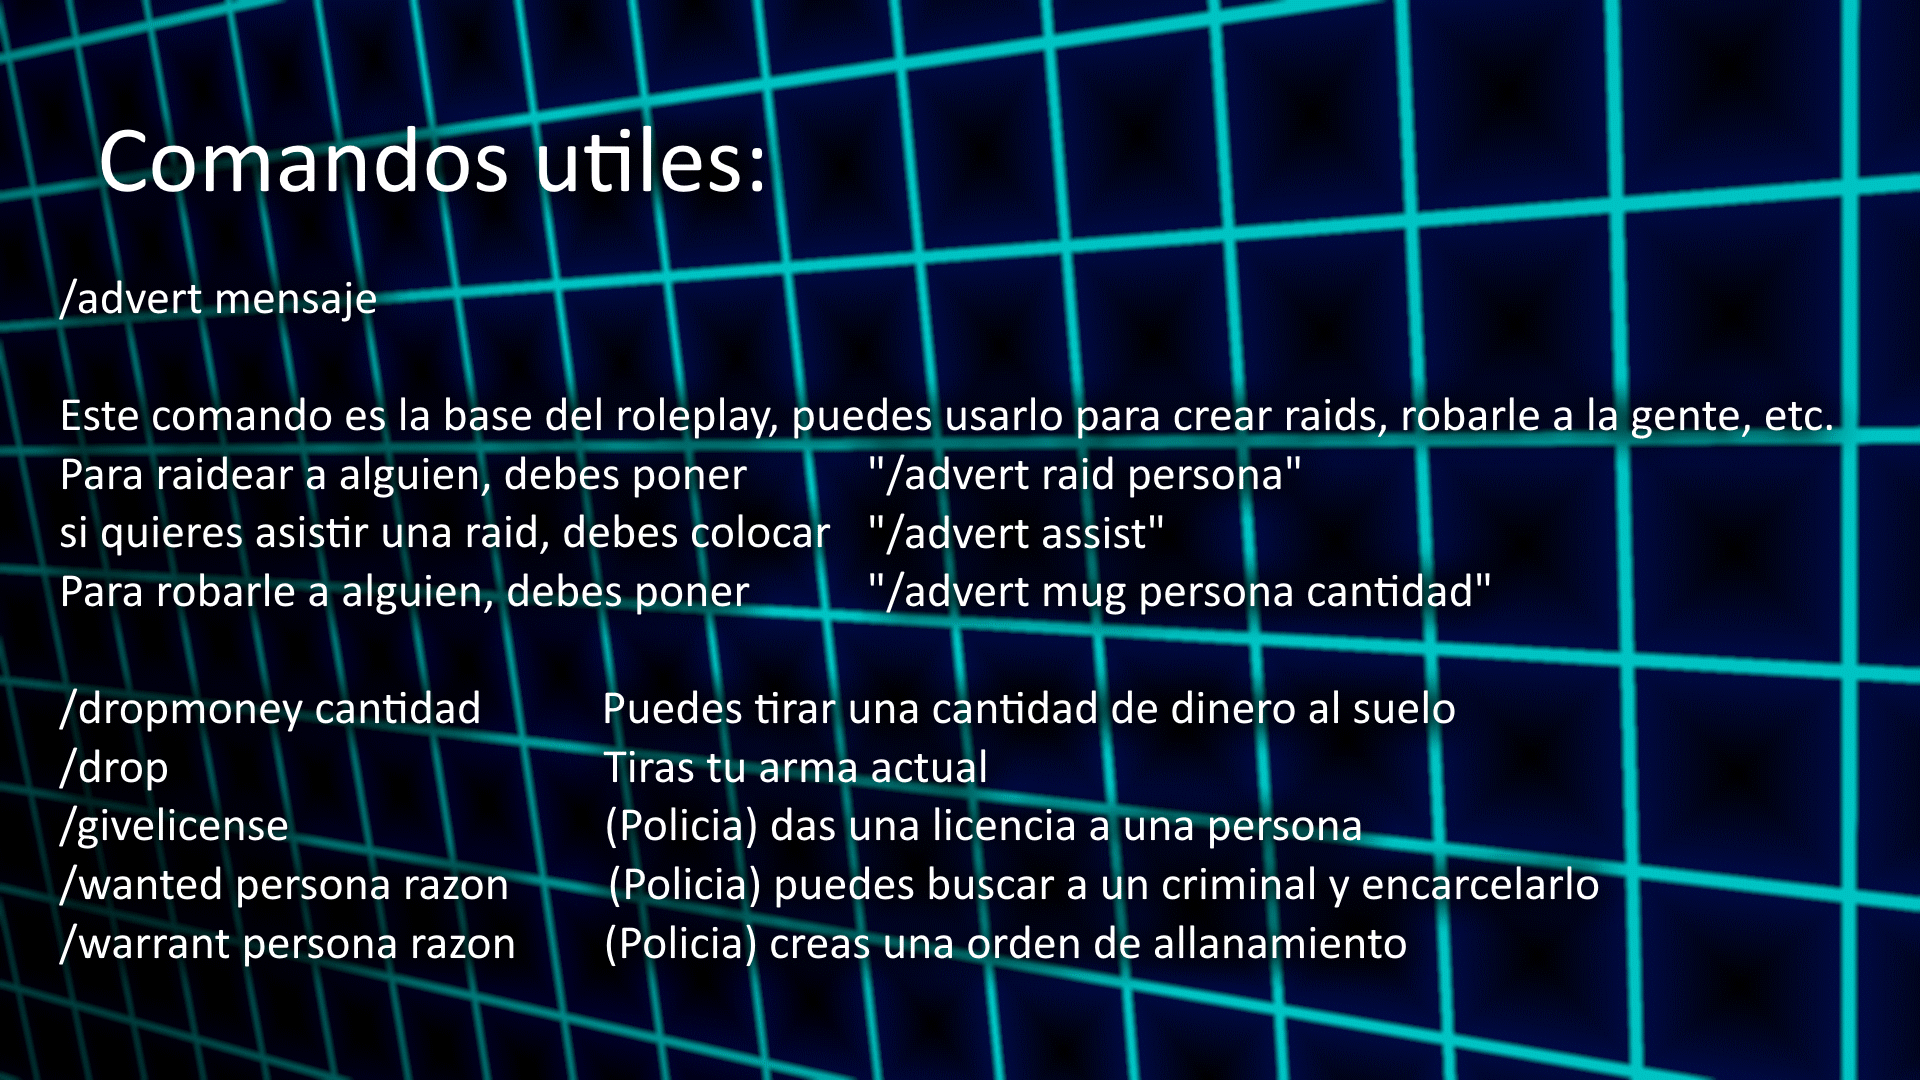 Comandos utiles:
/advert mensaje
Este comando es la base del roleplay, puedes usarlo para crear raids, robarle a la gente, etc.
Para raidear a alguien, debes poner "/advert raid persona"
si quieres asistir una raid, debes colocar "/advert assist"
Para robarle a alguien, debes poner "/advert mug persona cantidad"
/dropmoney cantidad Puedes tirar una cantidad de dinero al suelo
/drop Tiras tu arma actual
/givelicense (Policia) das una licencia a una persona
/wanted persona razon (Policia) puedes buscar a un criminal y encarcelarlo
/warrant persona razon (Policia) creas una orden de allanamiento